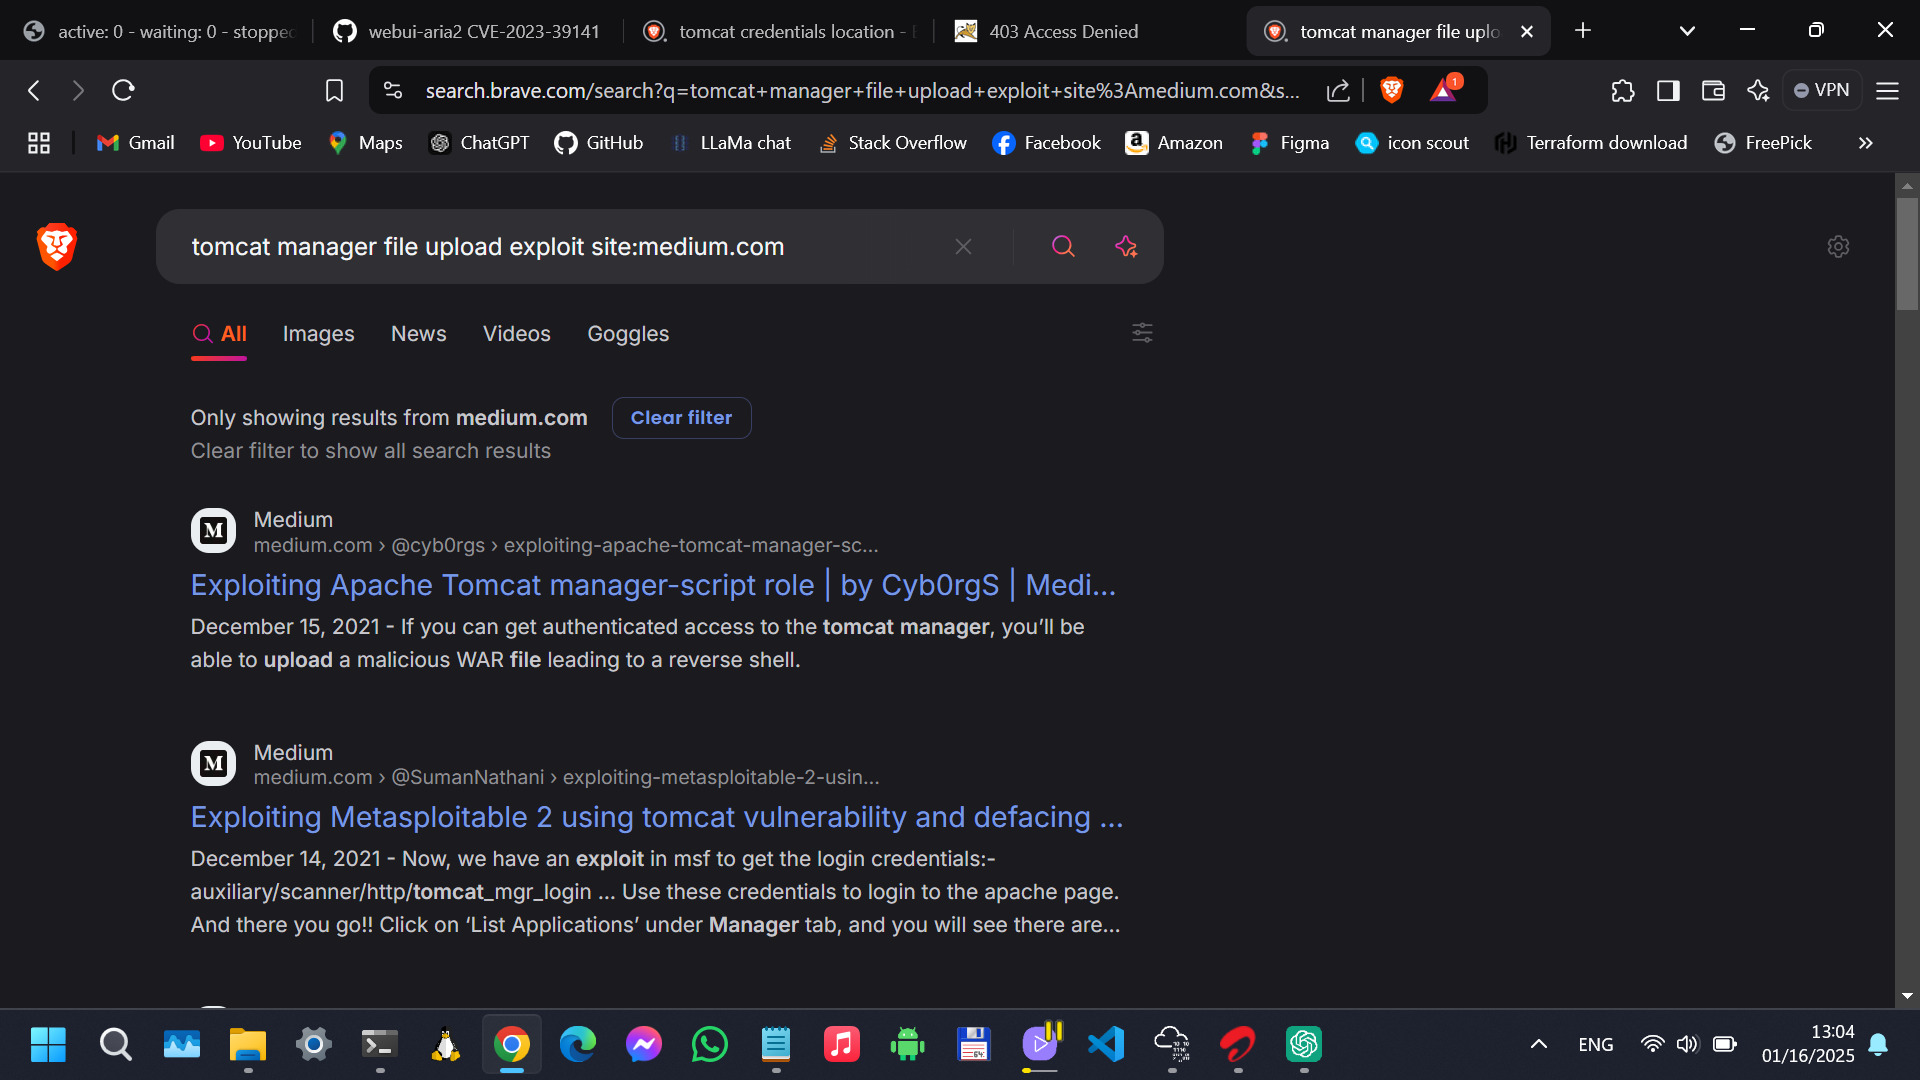 active: 0 - waiting: 0 - stopped
webui-aria2 CVE-2023-39141
tomcat credentials location -
403 Access Denied
tomcat manager file uplo
search.brave.com/search?q=tomcat+manager+file+upload+exploit+site%3Amedium.com&s...
1
VPN
Gmail
YouTube
Maps
ChatGPT
GitHub
LLaMa chat
Stack Overflow
Facebook
Amazon
Figma
icon scout
Terraform download
FreePick
tomcat manager file upload exploit site:medium.com
All
Images
News
Videos
Goggles
Only showing results from medium.com
Clear filter
Clear filter to show all search results
M
Medium
medium.com › @cyb0rgs › exploiting-apache-tomcat-manager-sc...
Exploiting Apache Tomcat manager-script role | by Cyb0rgS | Medi...
December 15, 2021 - If you can get authenticated access to the tomcat manager, you’ll be
able to upload a malicious WAR file leading to a reverse shell.
M
Medium
medium.com › @SumanNathani › exploiting-metasploitable-2-usin...
Exploiting Metasploitable 2 using tomcat vulnerability and defacing ...
December 14, 2021 - Now, we have an exploit in msf to get the login credentials:-
auxiliary/scanner/http/tomcat_mgr_login ... Use these credentials to login to the apache page.
And there you go!! Click on ‘List Applications’ under Manager tab, and you will see there are...
ENG
13:04
01/16/2025